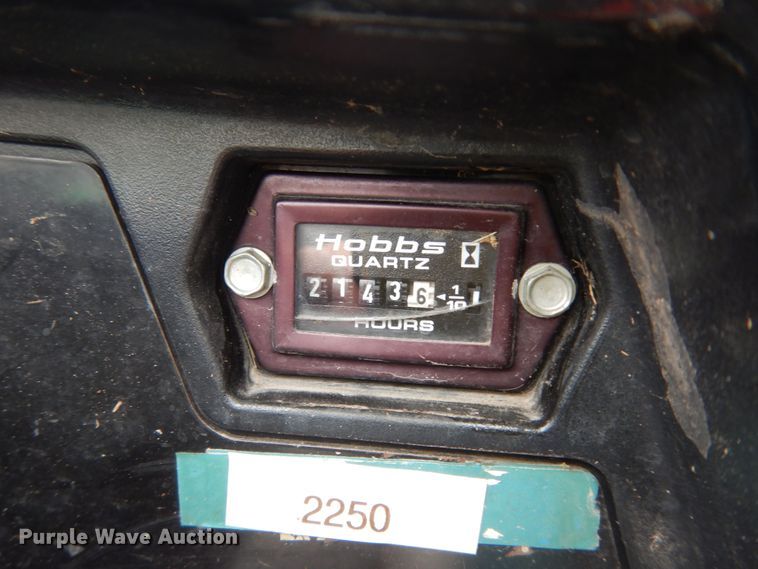 Hobbs
QUARTZ
2 1 4 3 6 ◄ 1/10
HOURS
2250
Purple Wave Auction